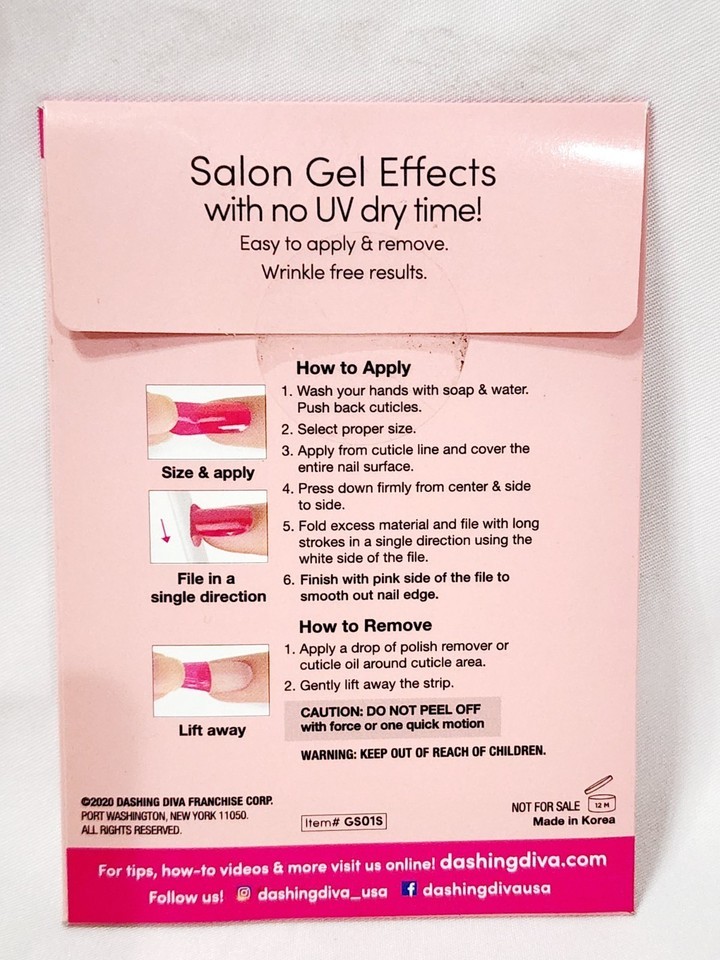 Salon Gel Effects
with no UV dry time!
Easy to apply & remove.
Wrinkle free results.
How to Apply
1. Wash your hands with soap & water.
Push back cuticles.
2. Select proper size.
3. Apply from cuticle line and cover the
entire nail surface.
4. Press down firmly from center & side
to side.
5. Fold excess material and file with long
strokes in a single direction using the
white side of the file.
6. Finish with pink side of the file to
smooth out nail edge.
Size & apply
File in a
single direction
How to Remove
1. Apply a drop of polish remover or
cuticle oil around cuticle area.
2. Gently lift away the strip.
Lift away
CAUTION: DO NOT PEEL OFF
with force or one quick motion
WARNING: KEEP OUT OF REACH OF CHILDREN.
©2020 DASHING DIVA FRANCHISE CORP.
PORT WASHINGTON, NEW YORK 11050.
ALL RIGHTS RESERVED.
Item# GS01S
NOT FOR SALE
12 M
Made in Korea
For tips, how-to videos & more visit us online! dashingdiva.com
Follow us! dashingdiva_usa f dashingdivausa